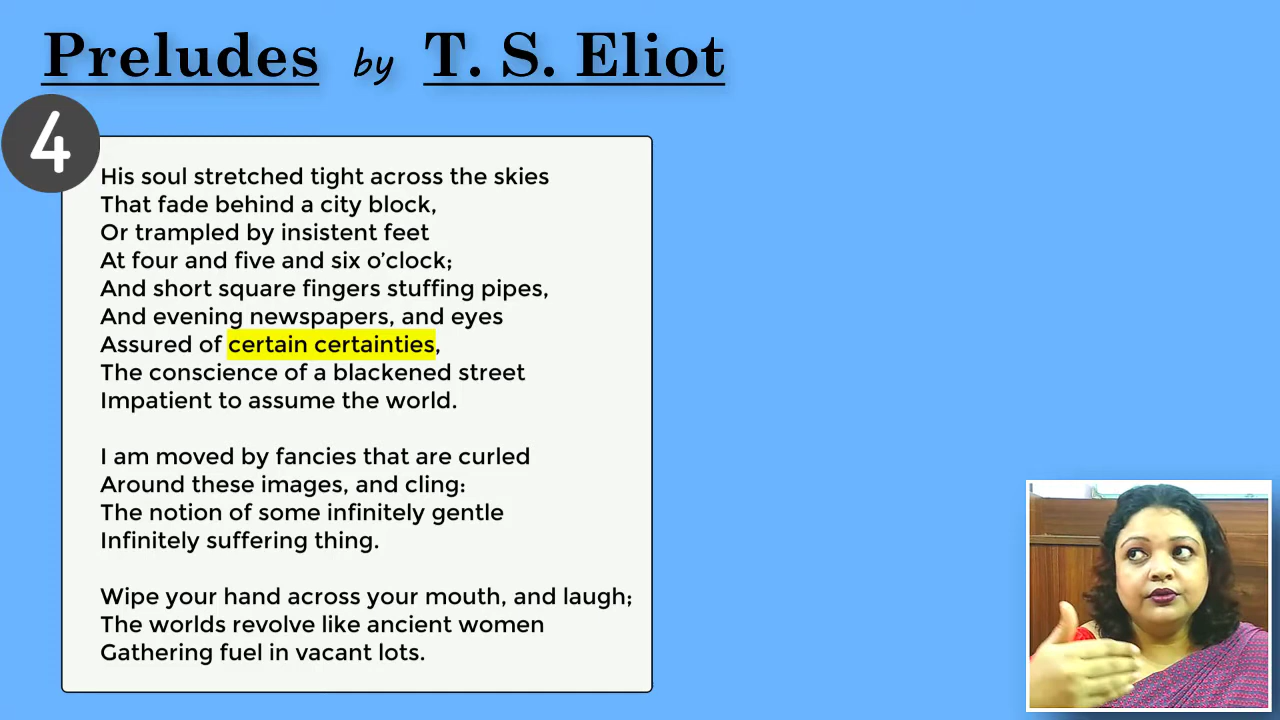 Preludes by T. S. Eliot
4
His soul stretched tight across the skies
That fade behind a city block,
Or trampled by insistent feet
At four and five and six o’clock;
And short square fingers stuffing pipes,
And evening newspapers, and eyes
Assured of certain certainties,
The conscience of a blackened street
Impatient to assume the world.
I am moved by fancies that are curled
Around these images, and cling:
The notion of some infinitely gentle
Infinitely suffering thing.
Wipe your hand across your mouth, and laugh;
The worlds revolve like ancient women
Gathering fuel in vacant lots.